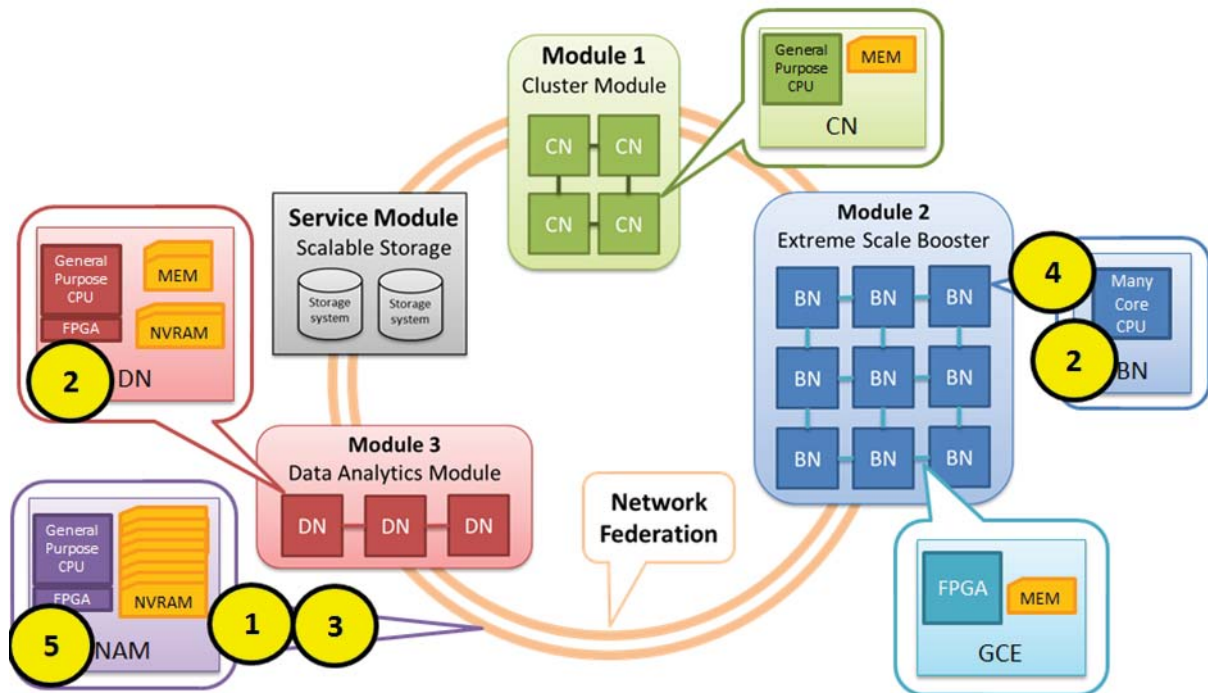 Module 1
Cluster Module
CN
CN
CN
CN
General
Purpose
CPU
MEM
CN
Service Module
Scalable Storage
Storage
system
Storage
system
Module 2
Extreme Scale Booster
BN
BN
BN
BN
BN
BN
BN
BN
BN
4
Many
Core
CPU
2
BN
General
Purpose
CPU
FPGA
MEM
NVRAM
2
DN
Module 3
Data Analytics Module
DN
DN
DN
Network
Federation
General
Purpose
CPU
FPGA
NVRAM
5
NAM
1
3
FPGA
MEM
GCE